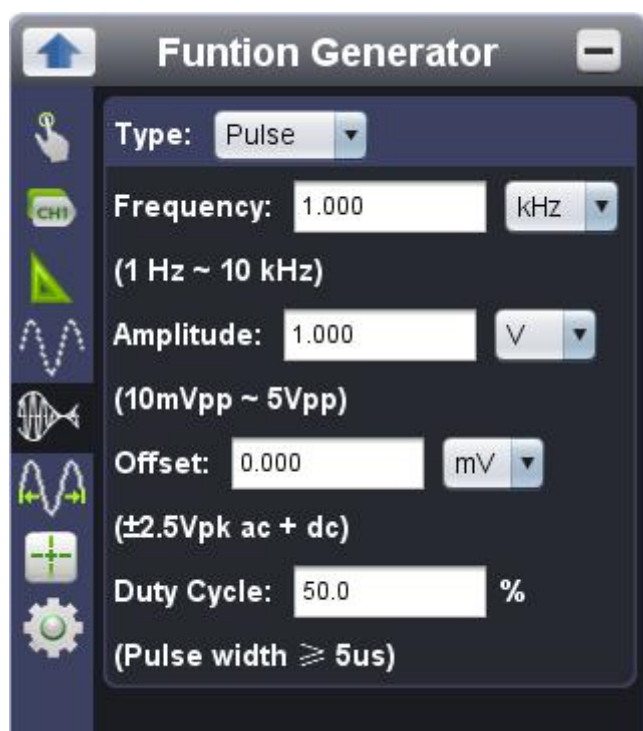 Funtion Generator
Type: Pulse
CH1
Frequency: 1.000 kHz
(1 Hz ~ 10 kHz)
Amplitude: 1.000 V
(10mVpp ~ 5Vpp)
Offset: 0.000 mV
(±2.5Vpk ac + dc)
Duty Cycle: 50.0 %
(Pulse width ≥ 5us)